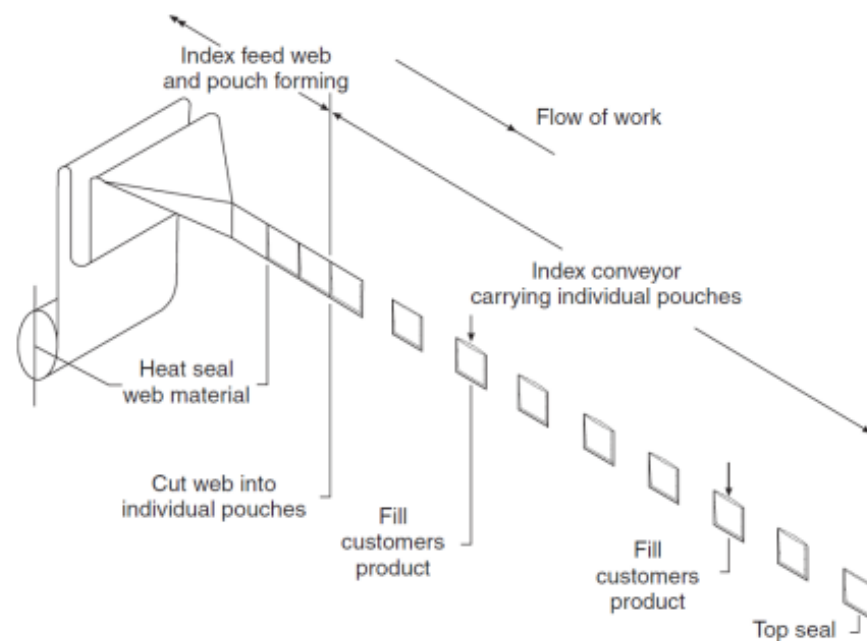 Index feed web
and pouch forming
Flow of work
Index conveyor
carrying individual pouches
Heat seal
web material
Cut web into
individual pouches
Fill
customers
product
Fill
customers
product
Top seal